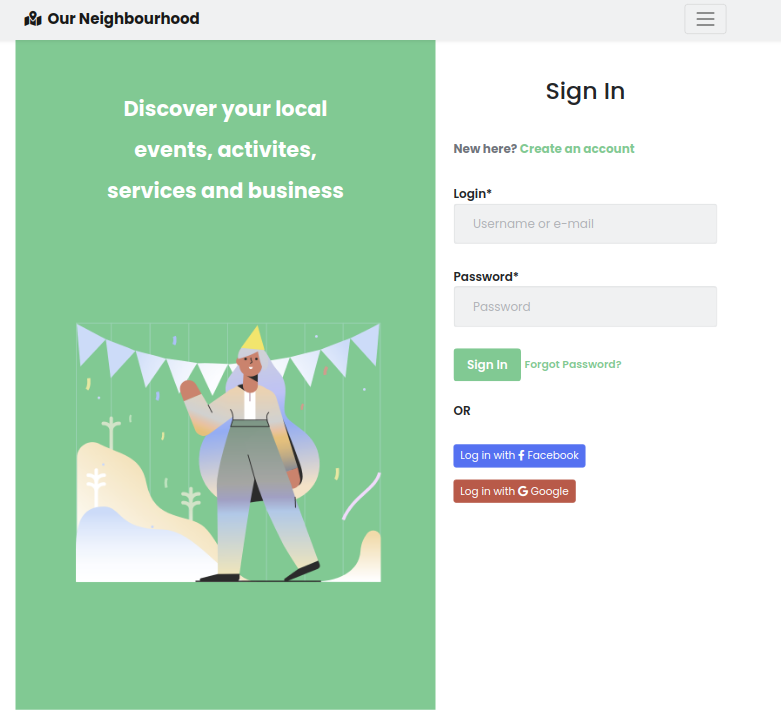 Our Neighbourhood
Discover your local
events, activites,
services and business
Sign In
New here? Create an account
Login*
Username or e-mail
Password*
Password
Sign In Forgot Password?
OR
Log in with Facebook
Log in with Google